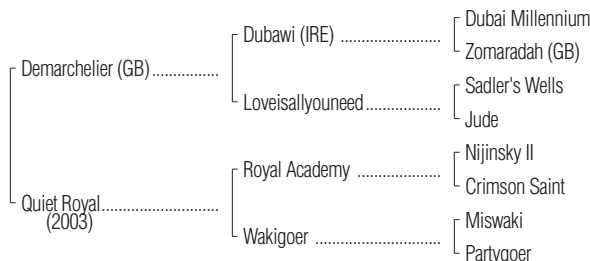 Dubai Millennium
Dubawi (IRE) ....................
Zomaradah (GB)
Demarchelier (GB) ...............
Sadler's Wells
Loveisallyouneed ..................
Jude
Nijinsky II
Royal Academy .................
Crimson Saint
Quiet Royal ............................
(2003)
Miswaki
Wakigoer ...........................
Partygoer